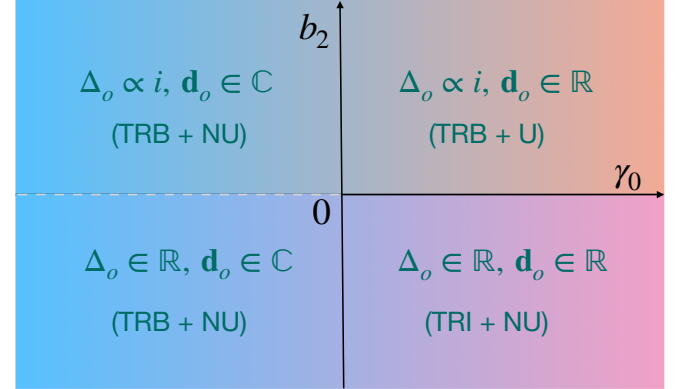 b₂
Δₒ ∝ i, 𝐝ₒ ∈ ℂ
(TRB + NU)
Δₒ ∝ i, 𝐝ₒ ∈ ℝ
(TRB + U)
γ₀
0
Δₒ ∈ ℝ, 𝐝ₒ ∈ ℂ
(TRB + NU)
Δₒ ∈ ℝ, 𝐝ₒ ∈ ℝ
(TRI + NU)